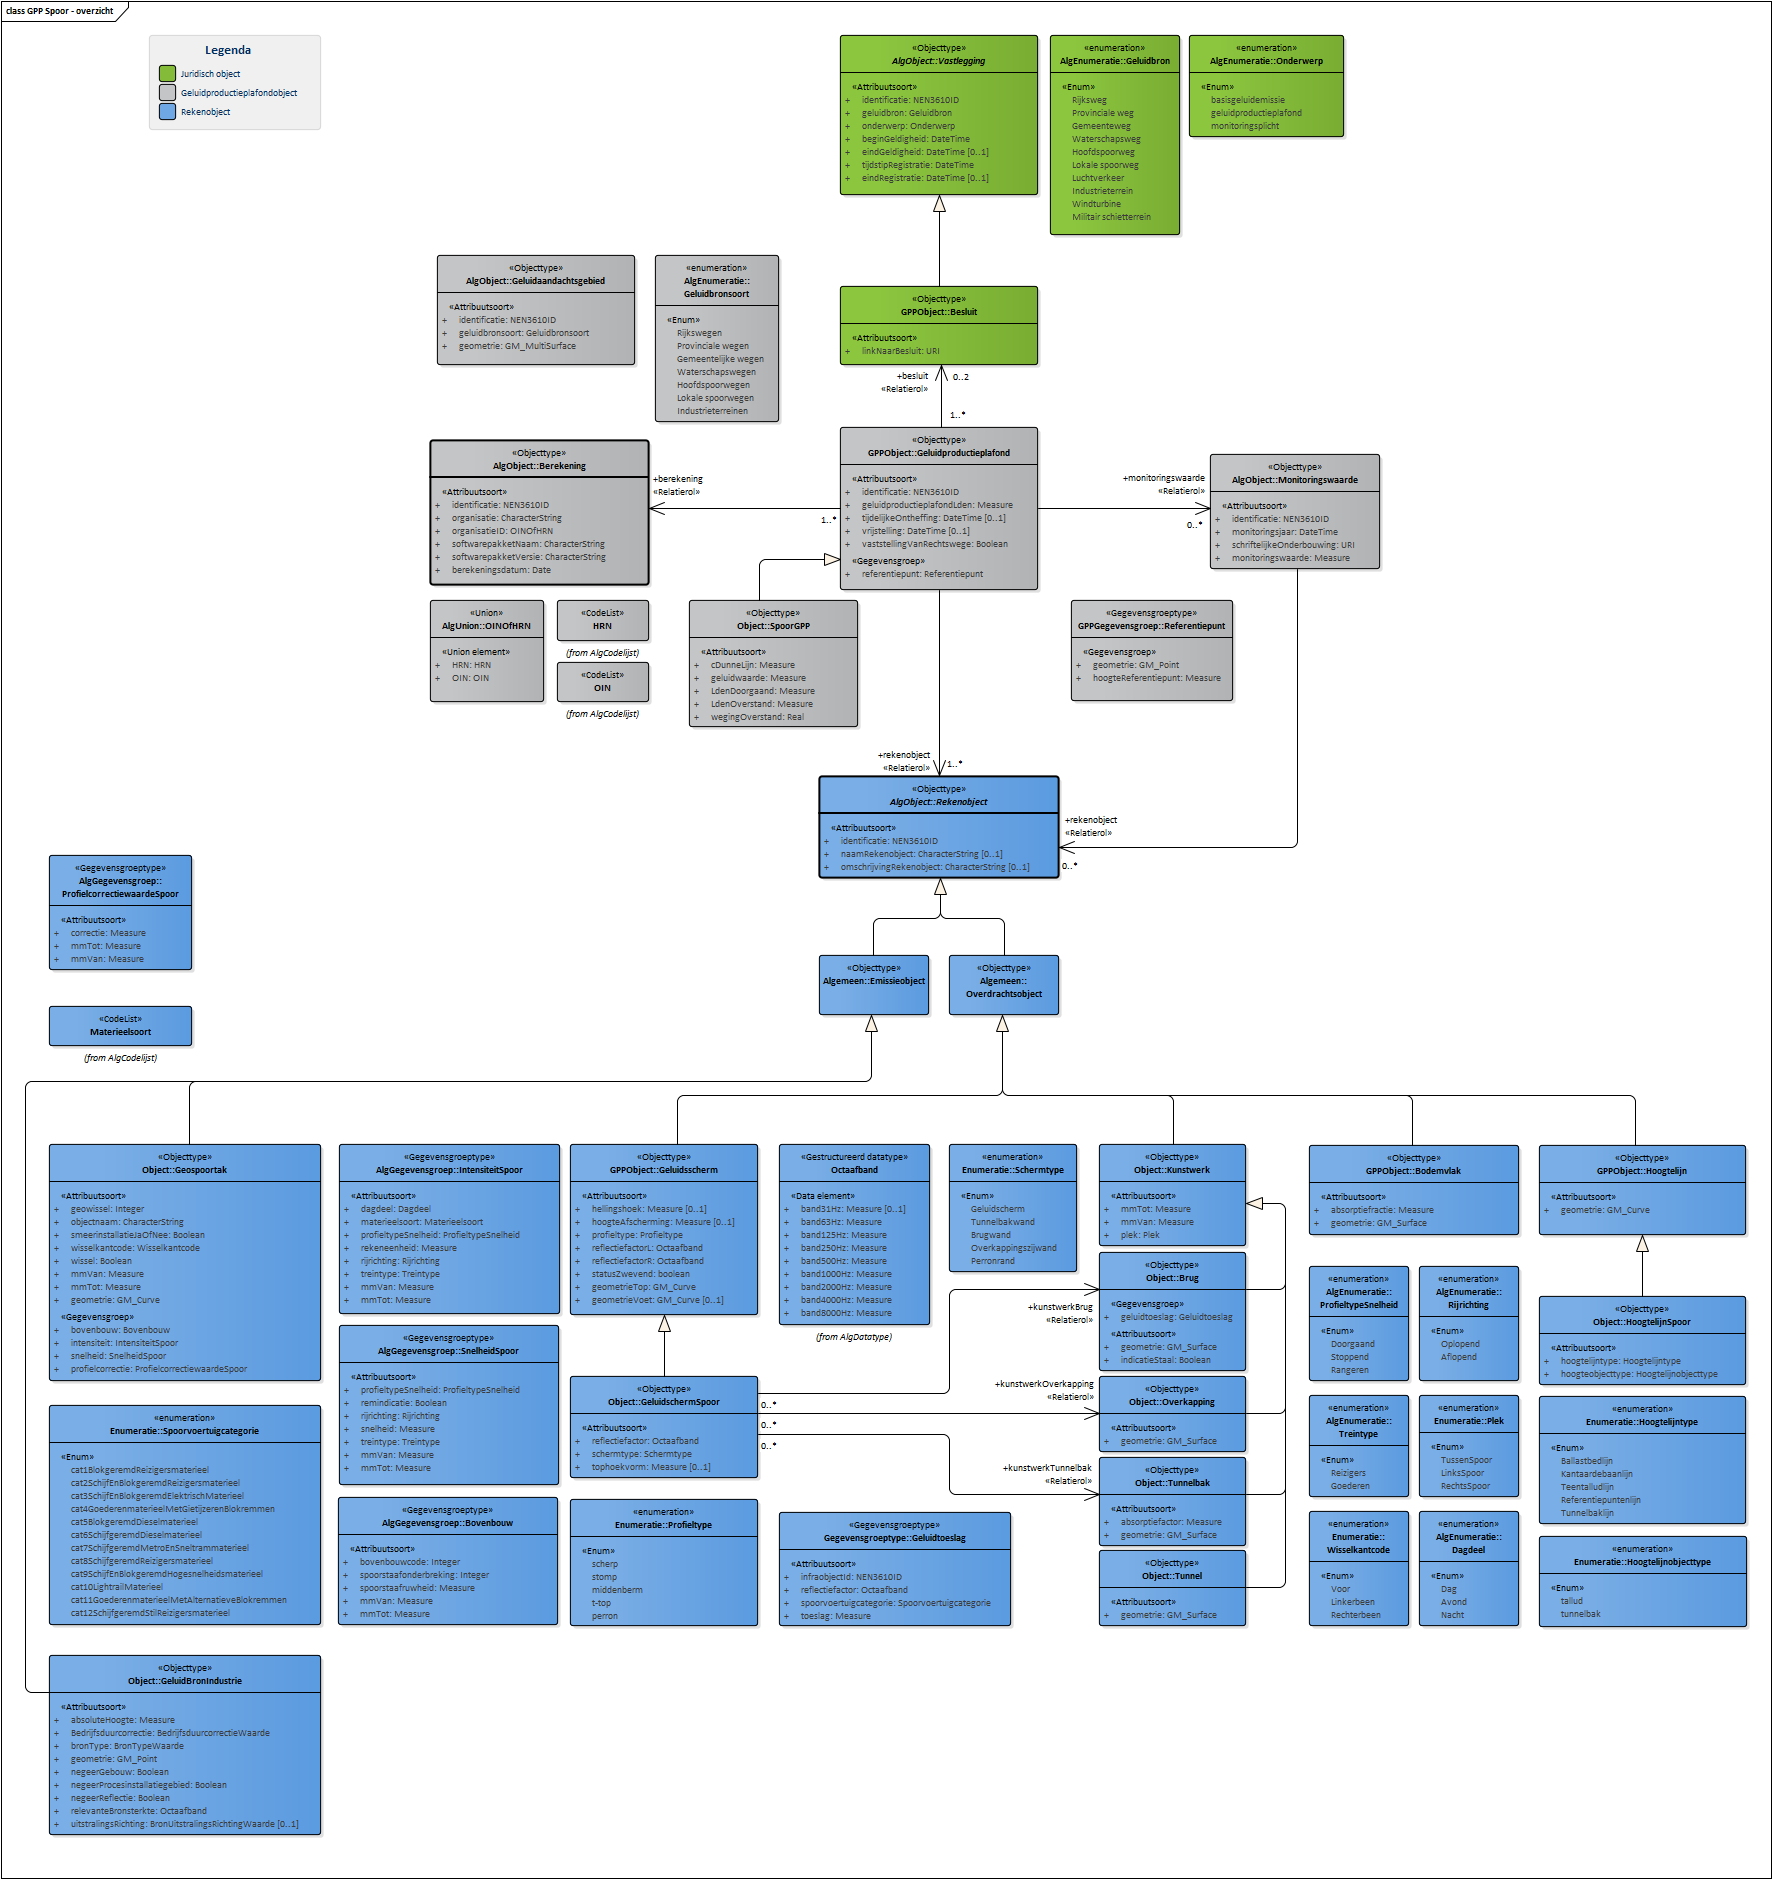 class GPP Spoor - overzicht
Legenda
Juridisch object
Geluidproductieplafondobject
Rekenobject
«Objecttype»
AlgObject::Vastlegging
«Attribuutsoort»
+ identificatie: NEN3610ID
+ geluidbron: Geluidbron
+ onderwerp: Onderwerp
+ beginGeldigheid: DateTime
+ eindGeldigheid: DateTime [0..1]
+ tijdstipRegistratie: DateTime
+ eindRegistratie: DateTime [0..1]
«enumeration»
AlgEnumeratie::Geluidbron
«Enum»
Rijksweg
Provinciale weg
Gemeenteweg
Waterschapsweg
Hoofdspoorweg
Lokale spoorweg
Luchtverkeer
Industrieterrein
Windturbine
Militair schietterrein
«enumeration»
AlgEnumeratie::Onderwerp
«Enum»
basisgeluidemissie
geluidproductieplafond
monitoringsplicht
«Objecttype»
AlgObject::Geluidaandachtsgebied
«Attribuutsoort»
+ identificatie: NEN3610ID
+ geluidbronsoort: Geluidbronsoort
+ geometrie: GM_MultiSurface
«enumeration»
AlgEnumeratie::
Geluidbronsoort
«Enum»
Rijkswegen
Provinciale wegen
Gemeentelijke wegen
Waterschapswegen
Hoofdspoorwegen
Lokale spoorwegen
Industrieterreinen
«Objecttype»
GPPObject::Besluit
«Attribuutsoort»
+ linkNaarBesluit: URI
+besluit
«Relatierol»
0..2
1..*
«Objecttype»
AlgObject::Berekening
«Attribuutsoort»
+ identificatie: NEN3610ID
+ organisatie: CharacterString
+ organisatieID: OINOfHRN
+ softwarepakketNaam: CharacterString
+ softwarepakketVersie: CharacterString
+ berekeningsdatum: Date
+berekening
«Relatierol»
1..*
«Objecttype»
GPPObject::Geluidproductieplafond
«Attribuutsoort»
+ identificatie: NEN3610ID
+ geluidproductieplafondLden: Measure
+ tijdelijkeOntheffing: DateTime [0..1]
+ vrijstelling: DateTime [0..1]
+ vaststellingVanRechtswege: Boolean
«Gegevensgroep»
+ referentiepunt: Referentiepunt
+monitoringswaarde
«Relatierol»
0..*
«Objecttype»
AlgObject::Monitoringswaarde
«Attribuutsoort»
+ identificatie: NEN3610ID
+ monitoringsjaar: DateTime
+ schriftelijkeOnderbouwing: URI
+ monitoringswaarde: Measure
«Union»
AlgUnion::OINOfHRN
«Union element»
+ HRN: HRN
+ OIN: OIN
«CodeList»
HRN
(from AlgCodelijst)
«CodeList»
OIN
(from AlgCodelijst)
«Objecttype»
Object::SpoorGPP
«Attribuutsoort»
+ cDunneLijn: Measure
+ geluidwaarde: Measure
+ LdenDoorgaand: Measure
+ LdenOverstand: Measure
+ wegingOverstand: Real
«Gegevensgroeptype»
GPPGegevensgroep::Referentiepunt
«Gegevensgroep»
+ geometrie: GM_Point
+ hoogteReferentiepunt: Measure
+rekenobject
«Relatierol»
1..*
«Objecttype»
AlgObject::Rekenobject
«Attribuutsoort»
+ identificatie: NEN3610ID
+ naamRekenobject: CharacterString [0..1]
+ omschrijvingRekenobject: CharacterString [0..1]
+rekenobject
«Relatierol»
0..*
«Gegevensgroeptype»
AlgGegevensgroep::
ProfielcorrectiewaardeSpoor
«Attribuutsoort»
+ correctie: Measure
+ mmTot: Measure
+ mmVan: Measure
«Objecttype»
Algemeen::Emissieobject
«Objecttype»
Algemeen::
Overdrachtsobject
«CodeList»
Materieelsoort
(from AlgCodelijst)
«Objecttype»
Object::Geospoortak
«Attribuutsoort»
+ geowissel: Integer
+ objectnaam: CharacterString
+ smeerinstallatieJaOfNee: Boolean
+ wisselkantcode: Wisselkantcode
+ wissel: Boolean
+ mmVan: Measure
+ mmTot: Measure
+ geometrie: GM_Curve
«Gegevensgroep»
+ bovenbouw: Bovenbouw
+ intensiteit: IntensiteitSpoor
+ snelheid: SnelheidSpoor
+ profielcorrectie: ProfielcorrectiewaardeSpoor
«Gegevensgroeptype»
AlgGegevensgroep::IntensiteitSpoor
«Attribuutsoort»
+ dagdeel: Dagdeel
+ materieelsoort: Materieelsoort
+ profieltypeSnelheid: ProfieltypeSnelheid
+ rekeneenheid: Measure
+ rijrichting: Rijrichting
+ treintype: Treintype
+ mmVan: Measure
+ mmTot: Measure
«Objecttype»
GPPObject::Geluidsscherm
«Attribuutsoort»
+ hellingshoek: Measure [0..1]
+ hoogteAfscherming: Measure [0..1]
+ profieltype: Profieltype
+ reflectiefactorL: Octaafband
+ reflectiefactorR: Octaafband
+ statusZwevend: boolean
+ geometrieTop: GM_Curve
+ geometrieVoet: GM_Curve [0..1]
«Gestructureerd datatype»
Octaafband
«Data element»
+ band31Hz: Measure [0..1]
+ band63Hz: Measure
+ band125Hz: Measure
+ band250Hz: Measure
+ band500Hz: Measure
+ band1000Hz: Measure
+ band2000Hz: Measure
+ band4000Hz: Measure
+ band8000Hz: Measure
(from AlgDatatype)
«enumeration»
Enumeratie::Schermtype
«Enum»
Geluidscherm
Tunnelbakwand
Brugwand
Overkappingszijwand
Perronrand
«Objecttype»
Object::Kunstwerk
«Attribuutsoort»
+ mmTot: Measure
+ mmVan: Measure
+ plek: Plek
«Objecttype»
GPPObject::Bodemvlak
«Attribuutsoort»
+ absorptiefractie: Measure
+ geometrie: GM_Surface
«Objecttype»
GPPObject::Hoogtelijn
«Attribuutsoort»
+ geometrie: GM_Curve
«Objecttype»
Object::Brug
«Gegevensgroep»
+ geluidtoeslag: Geluidtoeslag
«Attribuutsoort»
+ geometrie: GM_Surface
+ indicatieStaal: Boolean
+kunstwerkBrug
«Relatierol»
«enumeration»
AlgEnumeratie::
ProfieltypeSnelheid
«Enum»
Doorgaand
Stoppend
Rangeren
«enumeration»
AlgEnumeratie::
Rijrichting
«Enum»
Oplopend
Aflopend
«Objecttype»
Object::HoogtelijnSpoor
«Attribuutsoort»
+ hoogtelijntype: Hoogtelijntype
+ hoogteobjecttype: Hoogtelijnobjecttype
«Gegevensgroeptype»
AlgGegevensgroep::SnelheidSpoor
«Attribuutsoort»
+ profieltypeSnelheid: ProfieltypeSnelheid
+ remindicatie: Boolean
+ rijrichting: Rijrichting
+ snelheid: Measure
+ treintype: Treintype
+ mmVan: Measure
+ mmTot: Measure
«Objecttype»
Object::GeluidschermSpoor
«Attribuutsoort»
+ reflectiefactor: Octaafband
+ schermtype: Schermtype
+ tophoekvorm: Measure [0..1]
0..*
0..*
0..*
+kunstwerkOverkapping
«Relatierol»
«Objecttype»
Object::Overkapping
«Attribuutsoort»
+ geometrie: GM_Surface
+kunstwerkTunnelbak
«Relatierol»
«Objecttype»
Object::Tunnelbak
«Attribuutsoort»
+ absorptiefactor: Measure
+ geometrie: GM_Surface
«Objecttype»
Object::Tunnel
«Attribuutsoort»
+ geometrie: GM_Surface
«enumeration»
AlgEnumeratie::
Treintype
«Enum»
Reizigers
Goederen
«enumeration»
Enumeratie::Plek
«Enum»
TussenSpoor
LinksSpoor
RechtsSpoor
«enumeration»
Enumeratie::Hoogtelijntype
«Enum»
Ballastbedlijn
Kantaardebaanlijn
Teentalludlijn
Referentiepuntenlijn
Tunnelbaklijn
«enumeration»
Enumeratie::Spoorvoertuigcategorie
«Enum»
cat1BlokgeremdReizigersmaterieel
cat2SchijfEnBlokgeremdReizigersmaterieel
cat3SchijfEnBlokgeremdElektrischMaterieel
cat4GoederenmaterieelMetGietijzerenBlokremmen
cat5BlokgeremdDieselmaterieel
cat6SchijfgeremdDieselmaterieel
cat7SchijfgeremdMetroEnSneltrammaterieel
cat8SchijfgeremdReizigersmaterieel
cat9SchijfEnBlokgeremdHogesnelheidsmaterieel
cat10LightrailMaterieel
cat11GoederenmaterieelMetAlternatieveBlokremmen
cat12SchijfgeremdStilReizigersmaterieel
«Gegevensgroeptype»
AlgGegevensgroep::Bovenbouw
«Attribuutsoort»
+ bovenbouwcode: Integer
+ spoorstaafonderbreking: Integer
+ spoorstaafruwheid: Measure
+ mmVan: Measure
+ mmTot: Measure
«enumeration»
Enumeratie::Profieltype
«Enum»
scherp
stomp
middenberm
t-top
perron
«Gegevensgroeptype»
Gegevensgroeptype::Geluidtoeslag
«Attribuutsoort»
+ infraobjectId: NEN3610ID
+ reflectiefactor: Octaafband
+ spoorvoertuigcategorie: Spoorvoertuigcategorie
+ toeslag: Measure
«enumeration»
Enumeratie::
Wisselkantcode
«Enum»
Voor
Linkerbeen
Rechterbeen
«enumeration»
AlgEnumeratie::
Dagdeel
«Enum»
Dag
Avond
Nacht
«enumeration»
Enumeratie::Hoogtelijnobjecttype
«Enum»
tallud
tunnelbak
«Objecttype»
Object::GeluidBronIndustrie
«Attribuutsoort»
+ absoluteHoogte: Measure
+ Bedrijfsduurcorrectie: BedrijfsduurcorrectieWaarde
+ bronType: BronTypeWaarde
+ geometrie: GM_Point
+ negeerGebouw: Boolean
+ negeerProcesinstallatiegebied: Boolean
+ negeerReflectie: Boolean
+ relevanteBronsterkte: Octaafband
+ uitstralingsRichting: BronUitstralingsRichtingWaarde [0..1]